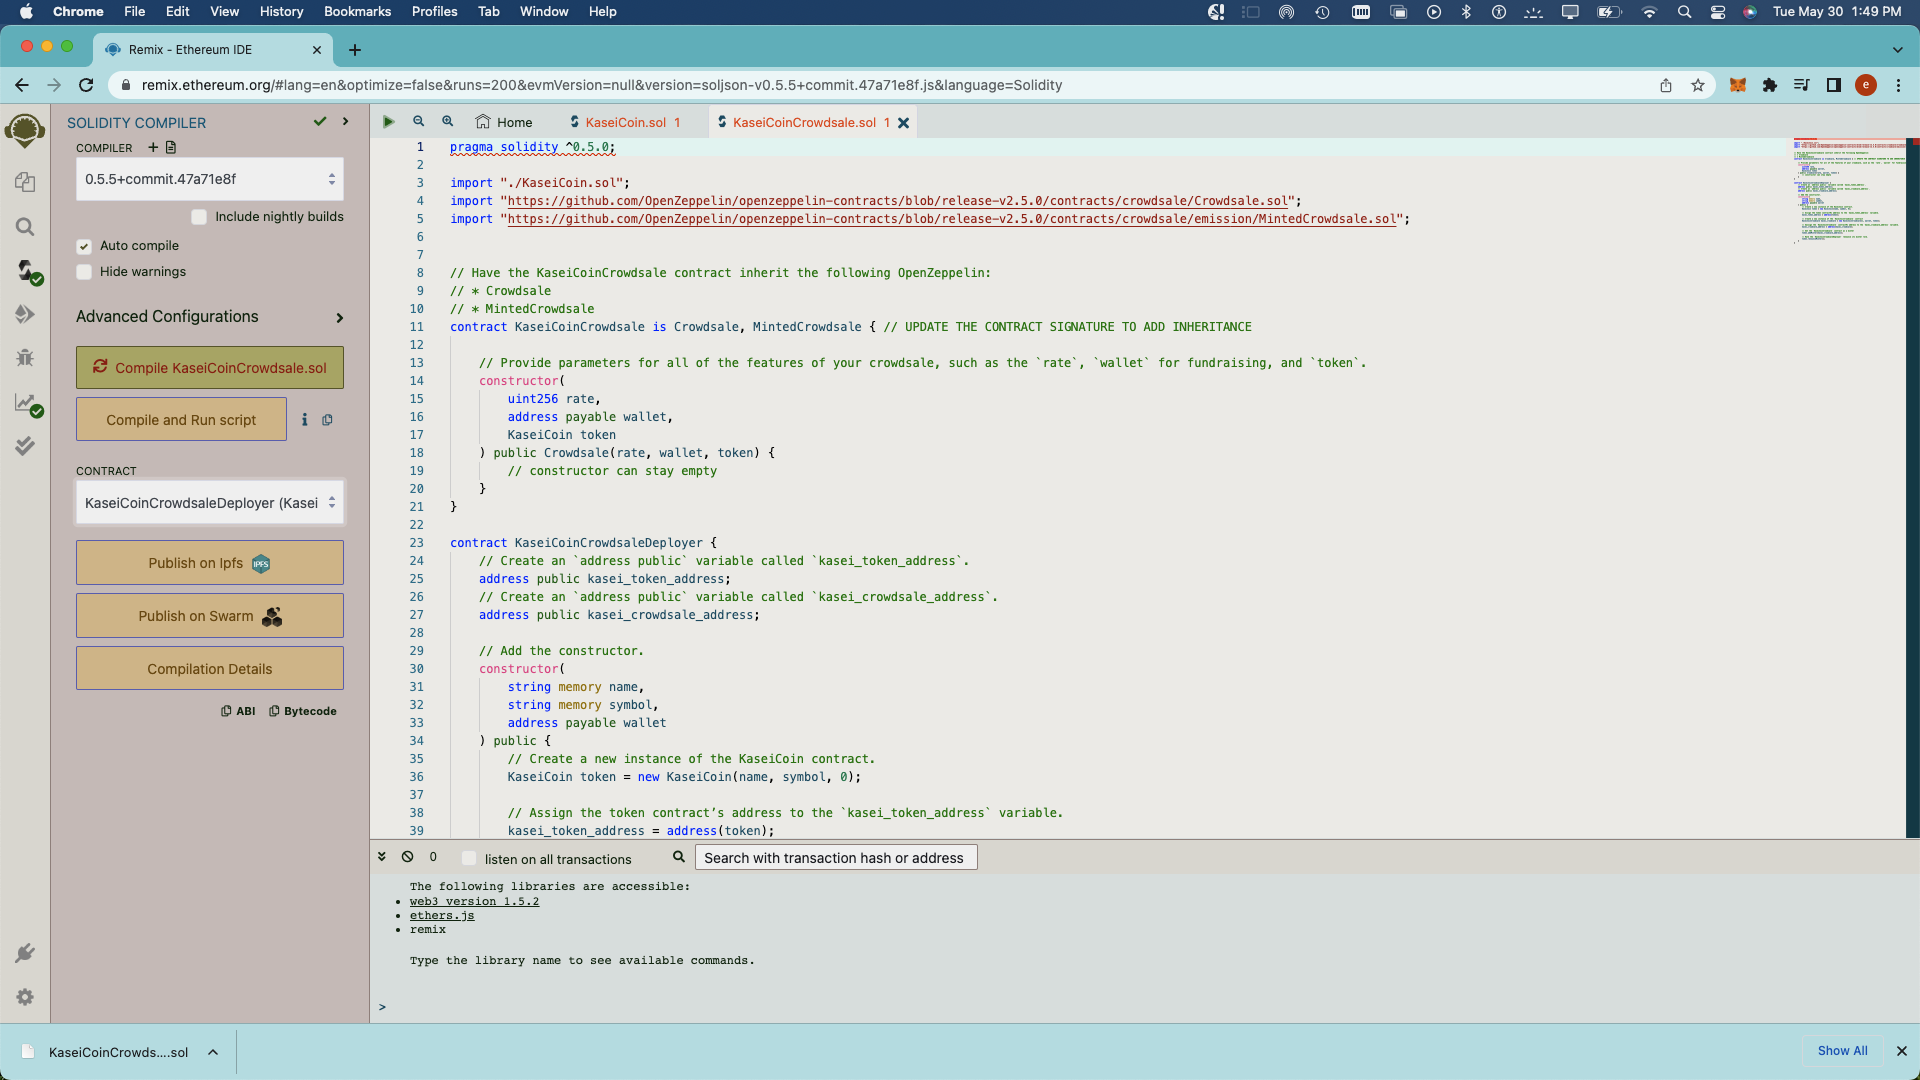 Chrome File Edit View History Bookmarks Profiles Tab Window Help Tue May 30 1:49 PM
Remix - Ethereum IDE
remix.ethereum.org/#lang=en&optimize=false&runs=200&evmVersion=null&version=soljson-v0.5.5+commit.47a71e8f.js&language=Solidity
e
SOLIDITY COMPILER
COMPILER
0.5.5+commit.47a71e8f
Include nightly builds
Auto compile
Hide warnings
Advanced Configurations
Compile KaseiCoinCrowdsale.sol
Compile and Run script
CONTRACT
KaseiCoinCrowdsaleDeployer (Kasei
Publish on Ipfs
IPFS
Publish on Swarm
Compilation Details
ABI Bytecode
Home KaseiCoin.sol 1 KaseiCoinCrowdsale.sol 1
1 pragma solidity ^0.5.0;
2
3 import "./KaseiCoin.sol";
4 import "https://github.com/OpenZeppelin/openzeppelin-contracts/blob/release-v2.5.0/contracts/crowdsale/Crowdsale.sol";
5 import "https://github.com/OpenZeppelin/openzeppelin-contracts/blob/release-v2.5.0/contracts/crowdsale/emission/MintedCrowdsale.sol";
6
7
8 // Have the KaseiCoinCrowdsale contract inherit the following OpenZeppelin:
9 // * Crowdsale
10 // * MintedCrowdsale
11 contract KaseiCoinCrowdsale is Crowdsale, MintedCrowdsale { // UPDATE THE CONTRACT SIGNATURE TO ADD INHERITANCE
12
13 // Provide parameters for all of the features of your crowdsale, such as the `rate`, `wallet` for fundraising, and `token`.
14 constructor(
15 uint256 rate,
16 address payable wallet,
17 KaseiCoin token
18 ) public Crowdsale(rate, wallet, token) {
19 // constructor can stay empty
20 }
21 }
22
23 contract KaseiCoinCrowdsaleDeployer {
24 // Create an `address public` variable called `kasei_token_address`.
25 address public kasei_token_address;
26 // Create an `address public` variable called `kasei_crowdsale_address`.
27 address public kasei_crowdsale_address;
28
29 // Add the constructor.
30 constructor(
31 string memory name,
32 string memory symbol,
33 address payable wallet
34 ) public {
35 // Create a new instance of the KaseiCoin contract.
36 KaseiCoin token = new KaseiCoin(name, symbol, 0);
37
38 // Assign the token contract’s address to the `kasei_token_address` variable.
39 kasei_token_address = address(token);
0 listen on all transactions Search with transaction hash or address
The following libraries are accessible:
• web3 version 1.5.2
• ethers.js
• remix
Type the library name to see available commands.
>
KaseiCoinCrowds....sol
Show All